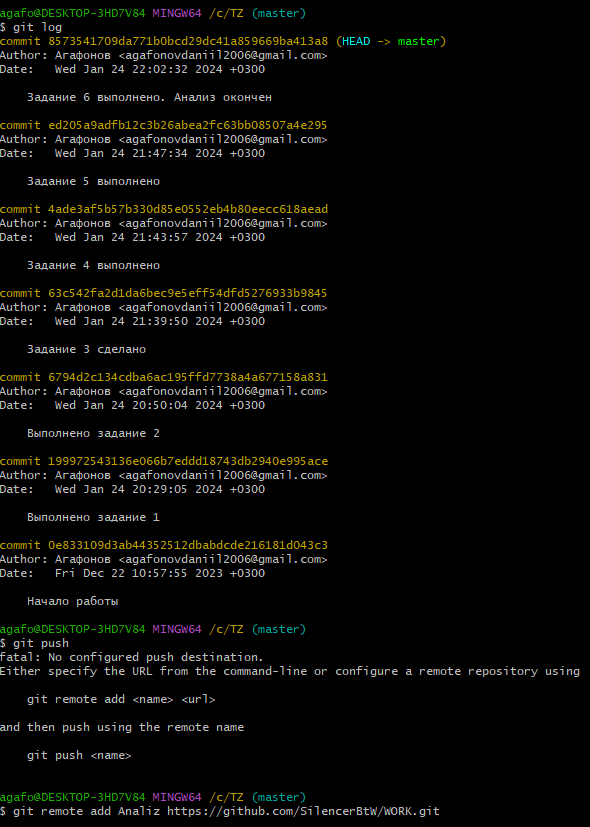 agafo@DESKTOP-3HD7V84 MINGW64 /c/TZ (master)
$ git log
commit 8573541709da771b0bcd29dc41a859669ba413a8 (HEAD -> master)
Author: Агафонов <agafonovdaniil2006@gmail.com>
Date:   Wed Jan 24 22:02:32 2024 +0300
    Задание 6 выполнено. Анализ окончен
commit ed205a9adfb12c3b26abea2fc63bb08507a4e295
Author: Агафонов <agafonovdaniil2006@gmail.com>
Date:   Wed Jan 24 21:47:34 2024 +0300
    Задание 5 выполнено
commit 4ade3af5b57b330d85e0552eb4b80eecc618aead
Author: Агафонов <agafonovdaniil2006@gmail.com>
Date:   Wed Jan 24 21:43:57 2024 +0300
    Задание 4 выполнено
commit 63c542fa2d1da6bec9e5eff54dfd5276933b9845
Author: Агафонов <agafonovdaniil2006@gmail.com>
Date:   Wed Jan 24 21:39:50 2024 +0300
    Задание 3 сделано
commit 6794d2c134cdba6ac195ffd7738a4a677158a831
Author: Агафонов <agafonovdaniil2006@gmail.com>
Date:   Wed Jan 24 20:50:04 2024 +0300
    Выполнено задание 2
commit 199972543136e066b7eddd18743db2940e995ace
Author: Агафонов <agafonovdaniil2006@gmail.com>
Date:   Wed Jan 24 20:29:05 2024 +0300
    Выполнено задание 1
commit 0e833109d3ab44352512dbabdcde216181d043c3
Author: Агафонов <agafonovdaniil2006@gmail.com>
Date:   Fri Dec 22 10:57:55 2023 +0300
    Начало работы
agafo@DESKTOP-3HD7V84 MINGW64 /c/TZ (master)
$ git push
fatal: No configured push destination.
Either specify the URL from the command-line or configure a remote repository using
    git remote add <name> <url>
and then push using the remote name
    git push <name>
agafo@DESKTOP-3HD7V84 MINGW64 /c/TZ (master)
$ git remote add Analiz https://github.com/SilencerBtW/WORK.git